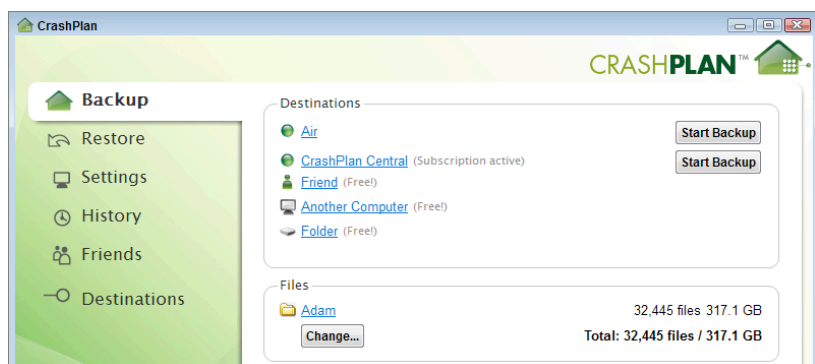 CrashPlan
CRASHPLAN™
Backup
Restore
Settings
History
Friends
Destinations
Destinations
Air
Start Backup
CrashPlan Central (Subscription active)
Start Backup
Friend (Free!)
Another Computer (Free!)
Folder (Free!)
Files
Adam
32,445 files 317.1 GB
Change...
Total: 32,445 files / 317.1 GB